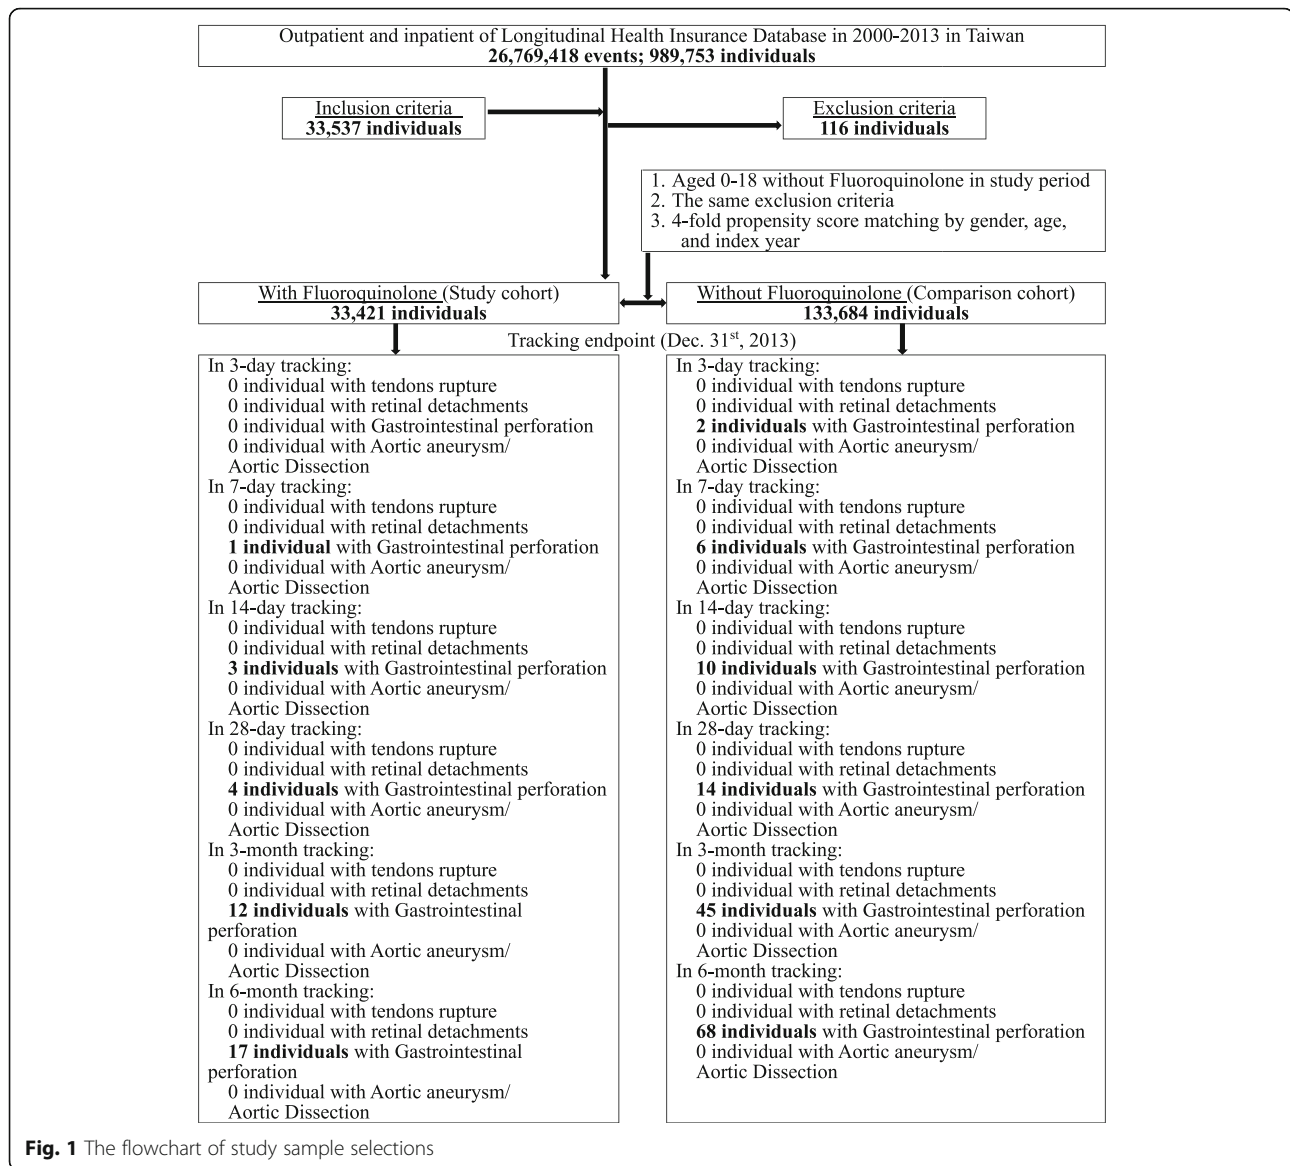 Outpatient and inpatient of Longitudinal Health Insurance Database in 2000-2013 in Taiwan
26,769,418 events; 989,753 individuals
Inclusion criteria
33,537 individuals
Exclusion criteria
116 individuals
1. Aged 0-18 without Fluoroquinolone in study period
2. The same exclusion criteria
3. 4-fold propensity score matching by gender, age,
and index year
With Fluoroquinolone (Study cohort)
33,421 individuals
Without Fluoroquinolone (Comparison cohort)
133,684 individuals
Tracking endpoint (Dec. 31st, 2013)
In 3-day tracking:
0 individual with tendons rupture
0 individual with retinal detachments
0 individual with Gastrointestinal perforation
0 individual with Aortic aneurysm/
Aortic Dissection
In 7-day tracking:
0 individual with tendons rupture
0 individual with retinal detachments
1 individual with Gastrointestinal perforation
0 individual with Aortic aneurysm/
Aortic Dissection
In 14-day tracking:
0 individual with tendons rupture
0 individual with retinal detachments
3 individuals with Gastrointestinal perforation
0 individual with Aortic aneurysm/
Aortic Dissection
In 28-day tracking:
0 individual with tendons rupture
0 individual with retinal detachments
4 individuals with Gastrointestinal perforation
0 individual with Aortic aneurysm/
Aortic Dissection
In 3-month tracking:
0 individual with tendons rupture
0 individual with retinal detachments
12 individuals with Gastrointestinal
perforation
0 individual with Aortic aneurysm/
Aortic Dissection
In 6-month tracking:
0 individual with tendons rupture
0 individual with retinal detachments
17 individuals with Gastrointestinal
perforation
0 individual with Aortic aneurysm/
Aortic Dissection
In 3-day tracking:
0 individual with tendons rupture
0 individual with retinal detachments
2 individuals with Gastrointestinal perforation
0 individual with Aortic aneurysm/
Aortic Dissection
In 7-day tracking:
0 individual with tendons rupture
0 individual with retinal detachments
6 individuals with Gastrointestinal perforation
0 individual with Aortic aneurysm/
Aortic Dissection
In 14-day tracking:
0 individual with tendons rupture
0 individual with retinal detachments
10 individuals with Gastrointestinal perforation
0 individual with Aortic aneurysm/
Aortic Dissection
In 28-day tracking:
0 individual with tendons rupture
0 individual with retinal detachments
14 individuals with Gastrointestinal perforation
0 individual with Aortic aneurysm/
Aortic Dissection
In 3-month tracking:
0 individual with tendons rupture
0 individual with retinal detachments
45 individuals with Gastrointestinal perforation
0 individual with Aortic aneurysm/
Aortic Dissection
In 6-month tracking:
0 individual with tendons rupture
0 individual with retinal detachments
68 individuals with Gastrointestinal perforation
0 individual with Aortic aneurysm/
Aortic Dissection
Fig. 1 The flowchart of study sample selections